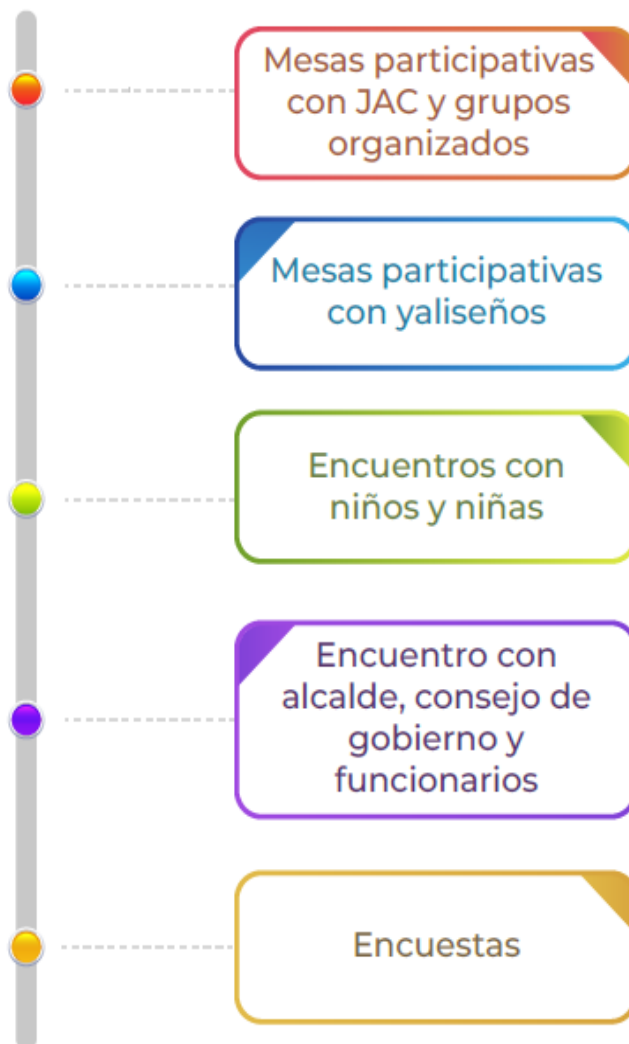 Mesas participativas
con JAC y grupos
organizados
Mesas participativas
con yaliseños
Encuentros con
niños y niñas
Encuentro con
alcalde, consejo de
gobierno y
funcionarios
Encuestas